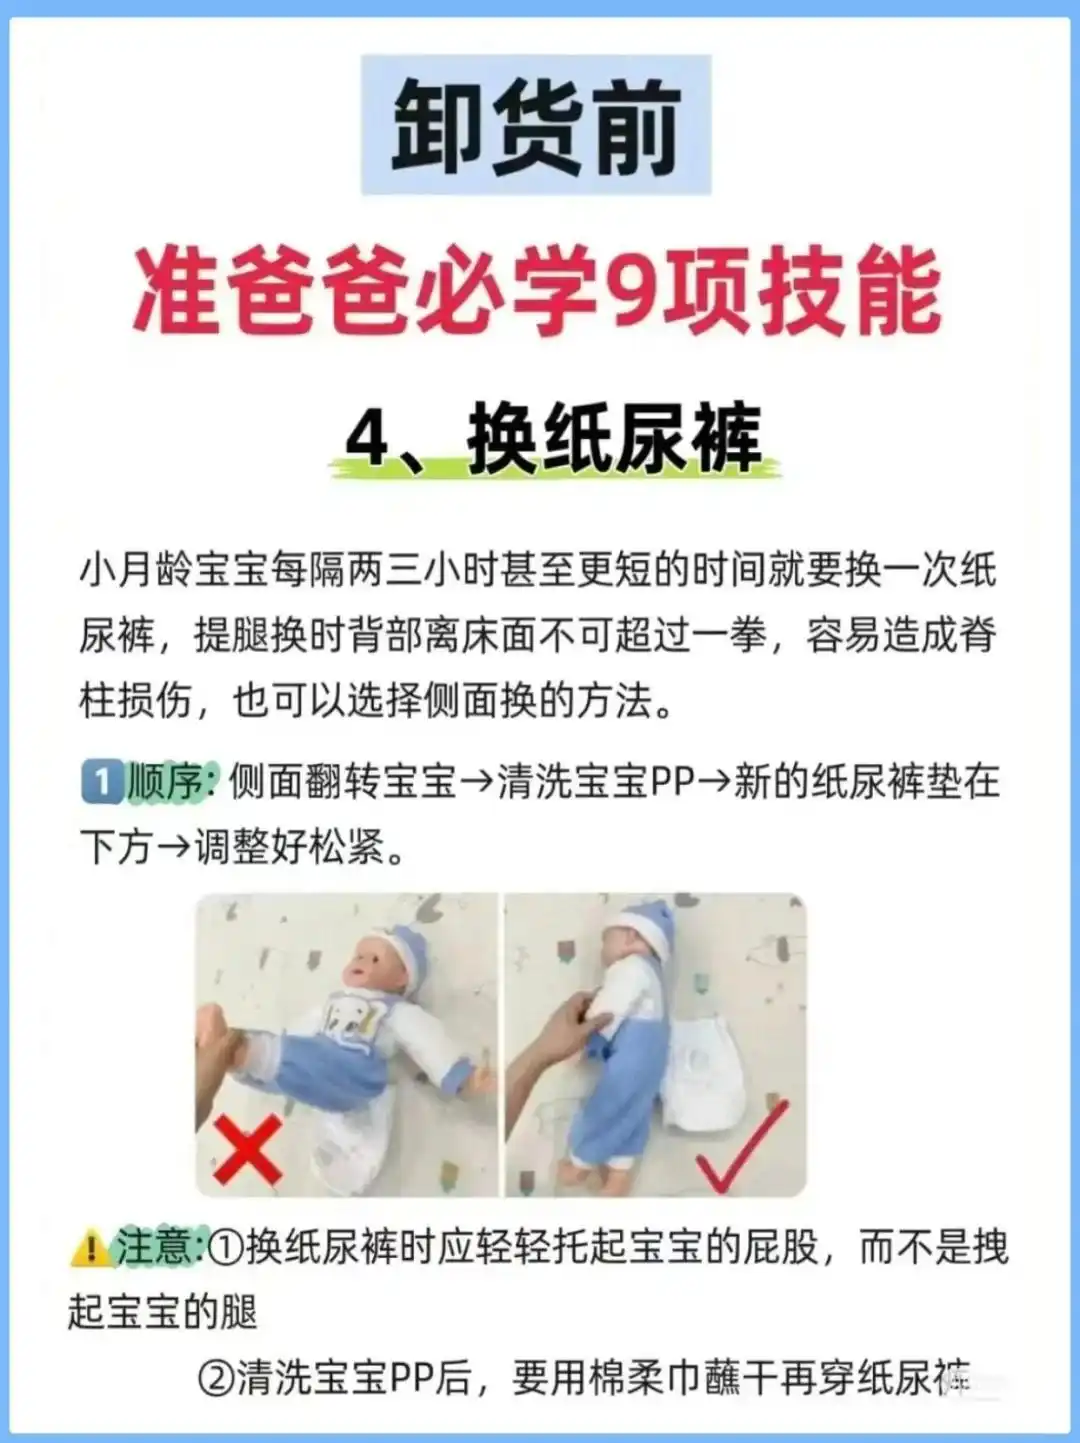 卸货前
准爸爸必学9项技能
4、换纸尿裤
小月龄宝宝每隔两三小时甚至更短的时间就要换一次纸
尿裤，提腿换时背部离床面不可超过一拳，容易造成脊
柱损伤，也可以选择侧面换的方法。
1顺序：侧面翻转宝宝→清洗宝宝PP→新的纸尿裤垫在
下方→调整好松紧。
注意：①换纸尿裤时应轻轻托起宝宝的屁股，而不是拽
起宝宝的腿
②清洗宝宝PP后，要用棉柔巾蘸干再穿纸尿裤